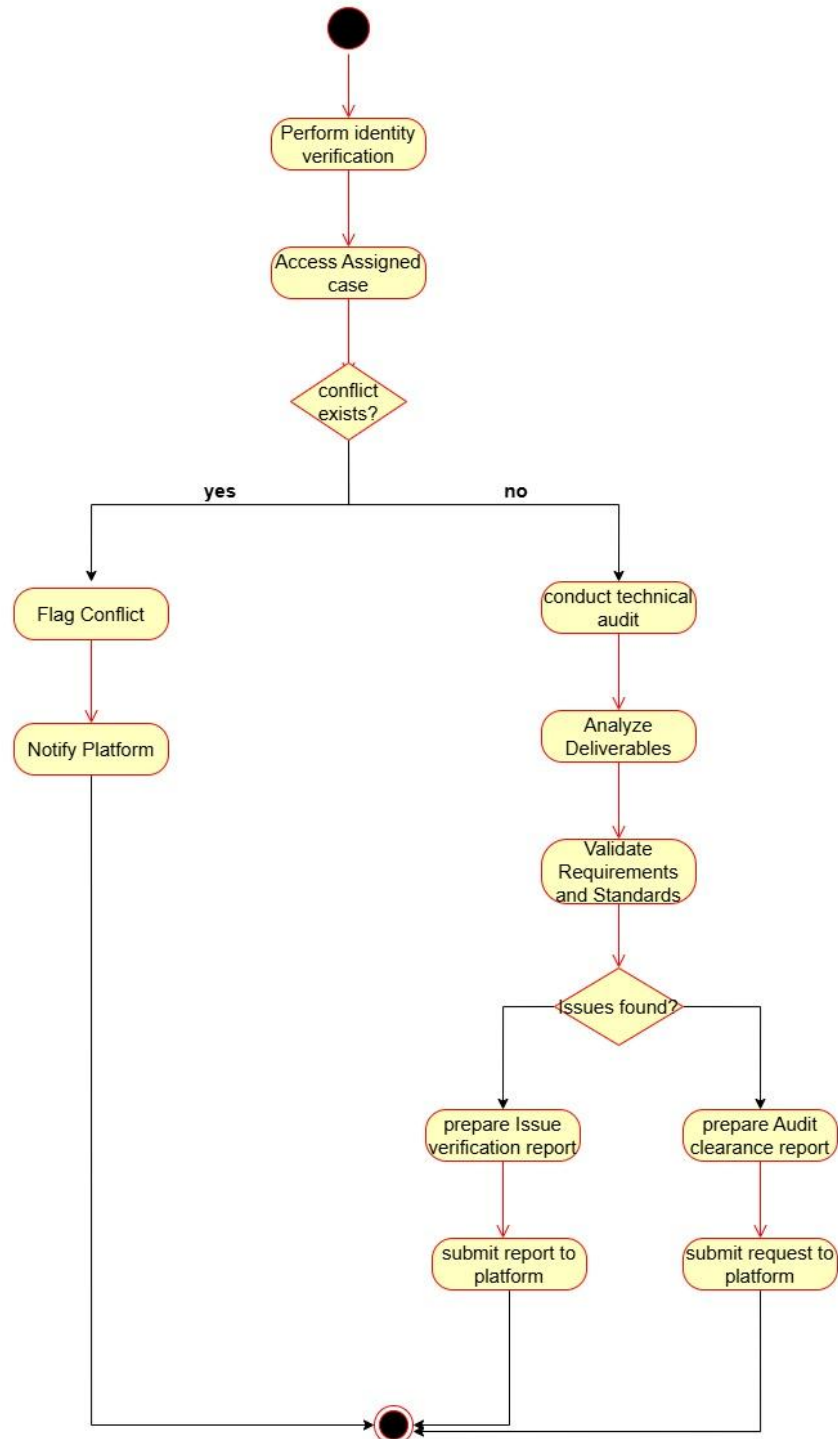 Perform identity
verification
Access Assigned
case
conflict
exists?
yes
no
Flag Conflict
Notify Platform
conduct technical
audit
Analyze
Deliverables
Validate
Requirements
and Standards
Issues found?
prepare Issue
verification report
submit report to
platform
prepare Audit
clearance report
submit request to
platform